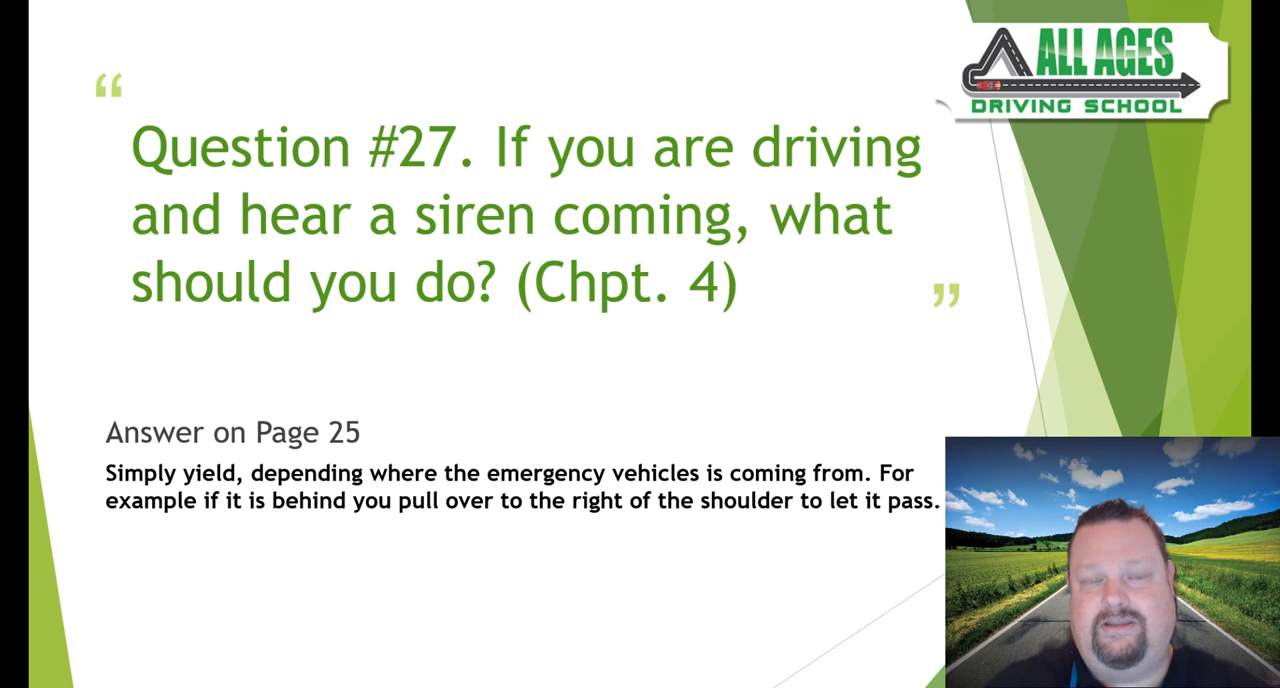 ALL AGES
DRIVING SCHOOL
“
Question #27. If you are driving
and hear a siren coming, what
should you do? (Chpt. 4)
”
Answer on Page 25
Simply yield, depending where the emergency vehicles is coming from. For
example if it is behind you pull over to the right of the shoulder to let it pass.